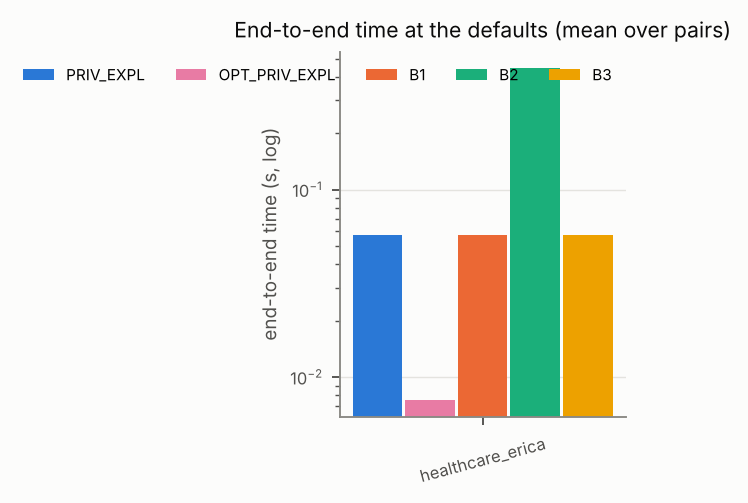 End-to-end time at the defaults (mean over pairs)
PRIV_EXPL OPT_PRIV_EXPL B1 B2 B3
end-to-end time (s, log)
10⁻¹
10⁻²
healthcare_erica